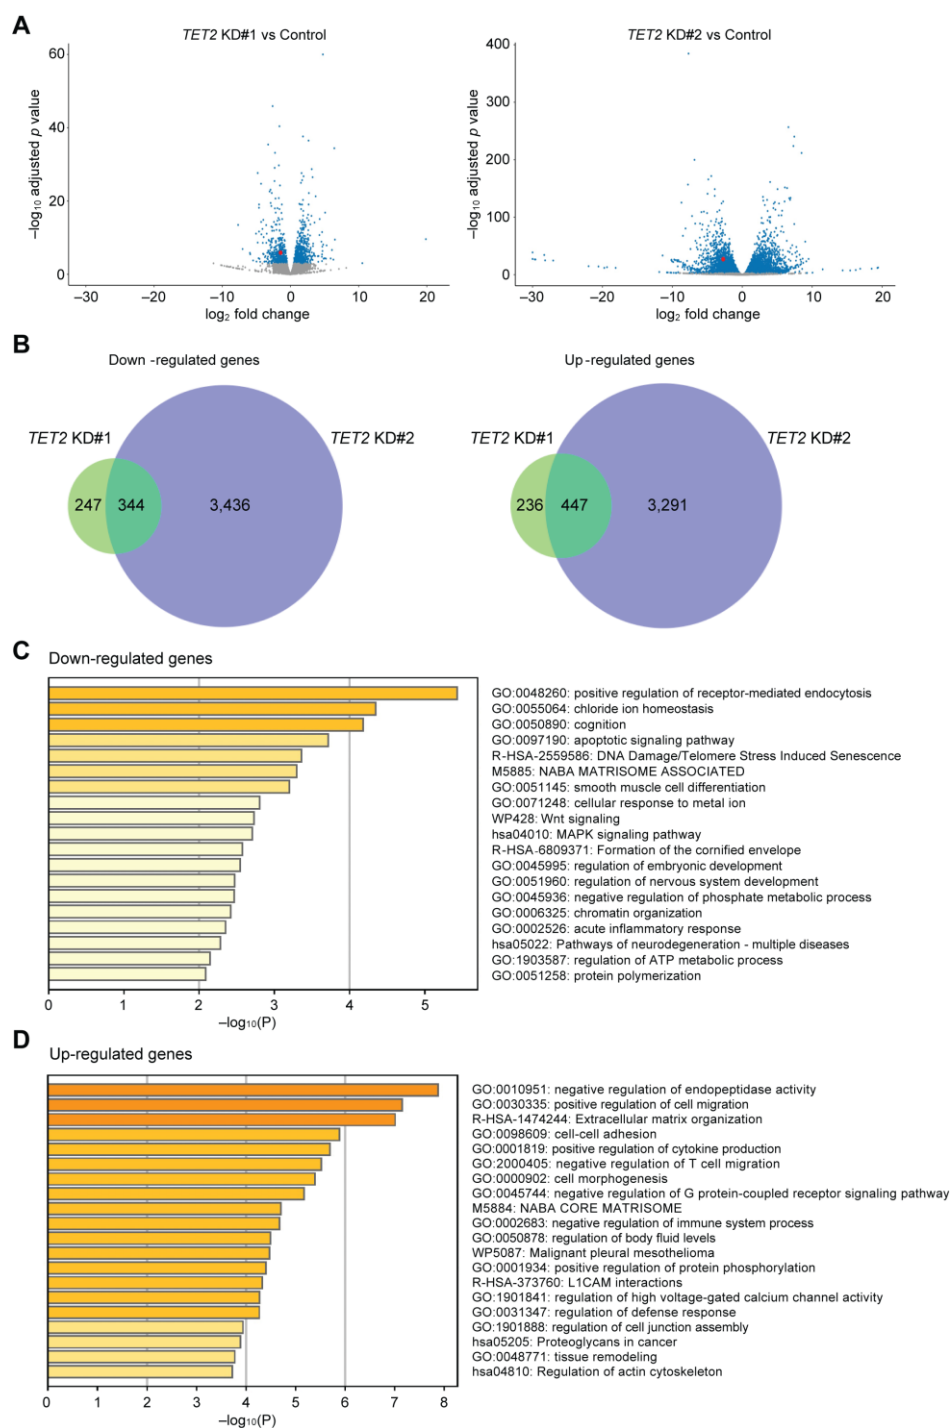 A
TET2 KD#1 vs Control
60
40
20
0
–log10 adjusted p value
–30
–20
–10
0
10
20
log2 fold change
TET2 KD#2 vs Control
400
300
200
100
0
–log10 adjusted p value
–30
–20
–10
0
10
20
log2 fold change
B
Down -regulated genes
TET2 KD#1
TET2 KD#2
247
344
3,436
Up-regulated genes
TET2 KD#1
TET2 KD#2
236
447
3,291
C
Down-regulated genes
GO:0048260: positive regulation of receptor-mediated endocytosis
GO:0055064: chloride ion homeostasis
GO:0050890: cognition
GO:0097190: apoptotic signaling pathway
R-HSA-2559586: DNA Damage/Telomere Stress Induced Senescence
M5885: NABA MATRISOME ASSOCIATED
GO:0051145: smooth muscle cell differentiation
GO:0071248: cellular response to metal ion
WP428: Wnt signaling
hsa04010: MAPK signaling pathway
R-HSA-6809371: Formation of the cornified envelope
GO:0045995: regulation of embryonic development
GO:0051960: regulation of nervous system development
GO:0045936: negative regulation of phosphate metabolic process
GO:0006325: chromatin organization
GO:0002526: acute inflammatory response
hsa05022: Pathways of neurodegeneration - multiple diseases
GO:1903587: regulation of ATP metabolic process
GO:0051258: protein polymerization
0
1
2
3
4
5
–log10(P)
D
Up-regulated genes
GO:0010951: negative regulation of endopeptidase activity
GO:0030335: positive regulation of cell migration
R-HSA-1474244: Extracellular matrix organization
GO:0098609: cell-cell adhesion
GO:0001819: positive regulation of cytokine production
GO:2000405: negative regulation of T cell migration
GO:0000902: cell morphogenesis
GO:0045744: negative regulation of G protein-coupled receptor signaling pathway
M5884: NABA CORE MATRISOME
GO:0002683: negative regulation of immune system process
GO:0050878: regulation of body fluid levels
WP5087: Malignant pleural mesothelioma
GO:0001934: positive regulation of protein phosphorylation
R-HSA-373760: L1CAM interactions
GO:1901841: regulation of high voltage-gated calcium channel activity
GO:0031347: regulation of defense response
GO:1901888: regulation of cell junction assembly
hsa05205: Proteoglycans in cancer
GO:0048771: tissue remodeling
hsa04810: Regulation of actin cytoskeleton
0
1
2
3
4
5
6
7
8
–log10(P)